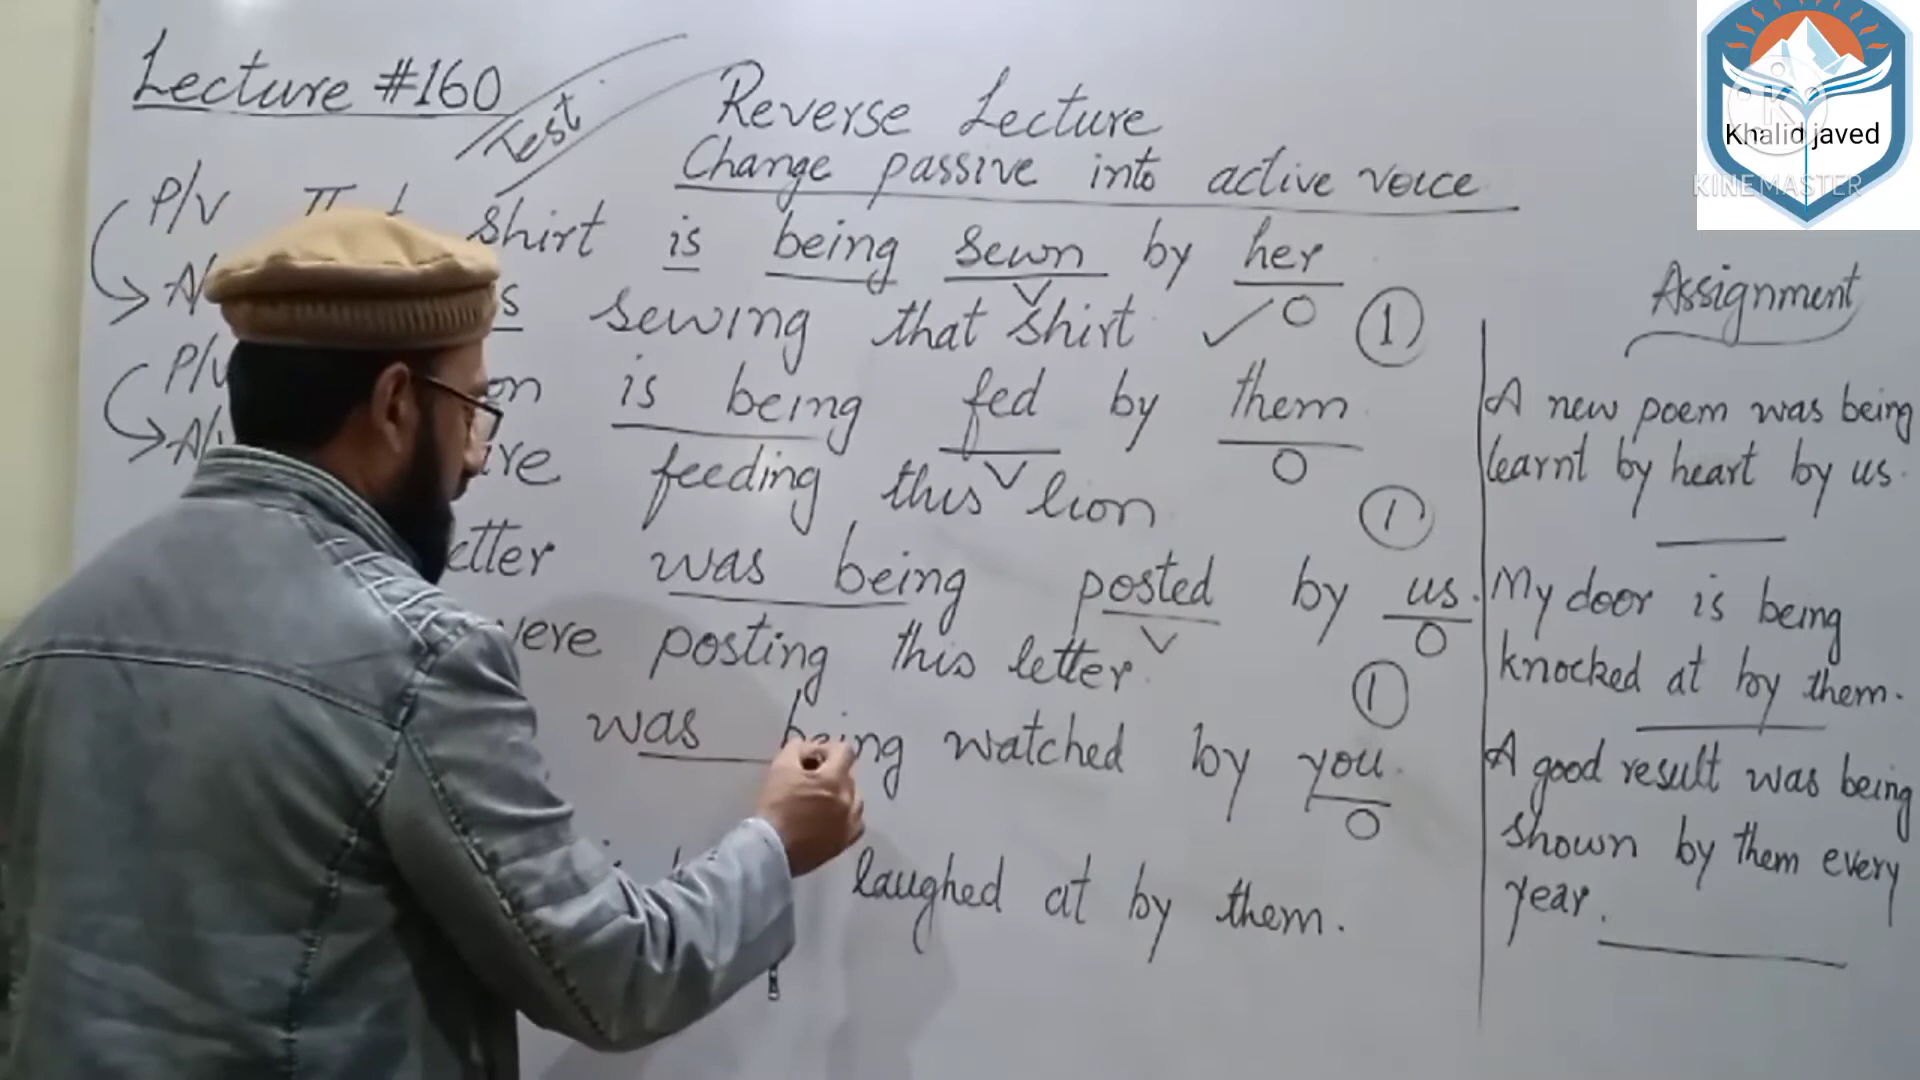 Lecture #160
Test
Reverse Lecture
Change passive into active voice
P/V shirt is being sewn by her
sewing that shirt 1
P/V is being fed by them
feeding this lion 1
was being posted by us.
posting this letter 1
was being watched by you.
laughed at by them.
Assignment
A new poem was being
learnt by heart by us.
My door is being
knocked at by them.
A good result was being
shown by them every
year.
Khalid javed
KINEMASTER